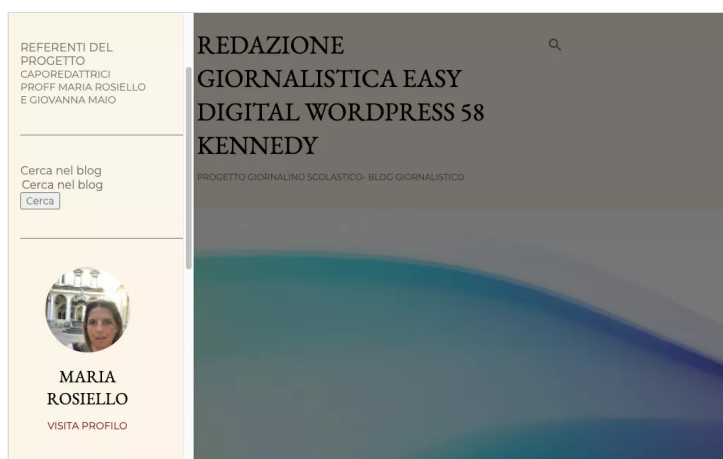 REFERENTI DEL
PROGETTO
CAPOREDATTRICI
PROFF MARIA ROSIELLO
E GIOVANNA MAIO
Cerca nel blog
Cerca nel blog
Cerca
MARIA
ROSIELLO
VISITA PROFILO
REDAZIONE
GIORNALISTICA EASY
DIGITAL WORDPRESS 58
KENNEDY
PROGETTO GIORNALINO SCOLASTICO- BLOG GIORNALISTICO